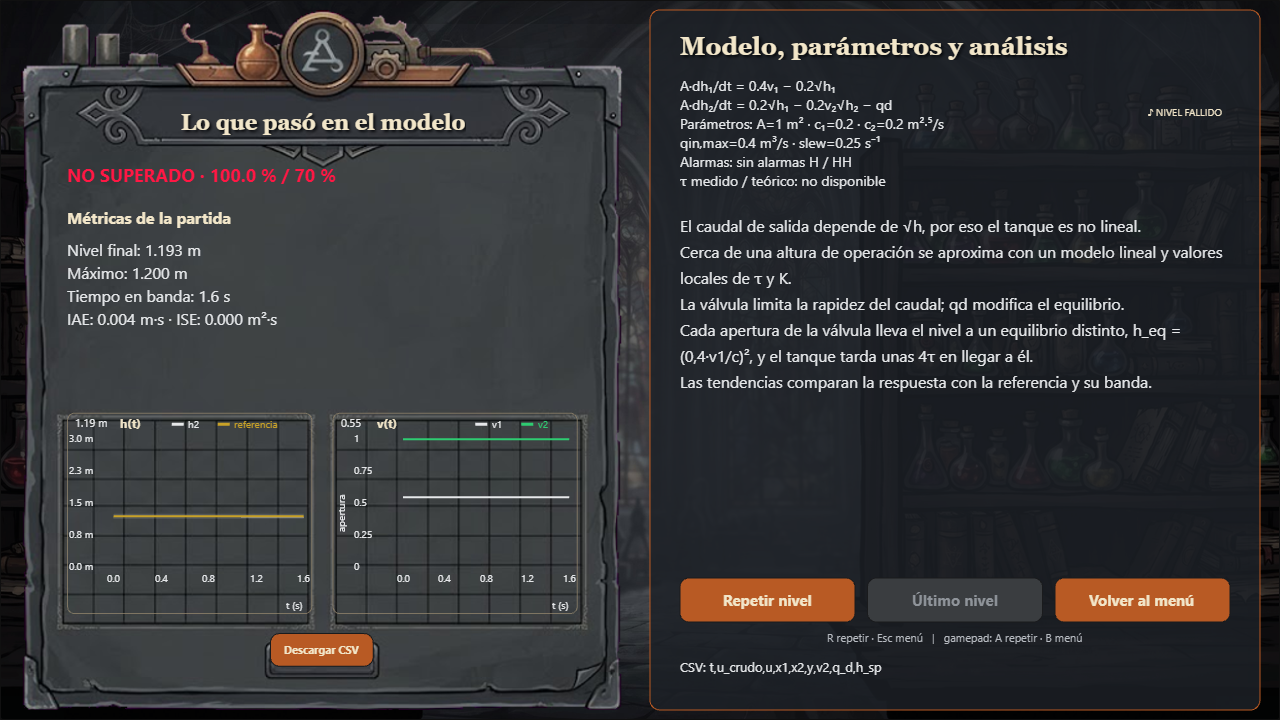 Lo que pasó en el modelo
NO SUPERADO · 100.0 % / 70 %
Métricas de la partida
Nivel final: 1.193 m
Máximo: 1.200 m
Tiempo en banda: 1.6 s
IAE: 0.004 m·s · ISE: 0.000 m²·s
1.19 m h(t) h2 referencia
3.0 m
2.3 m
1.5 m
0.8 m
0.0 m
0.0 0.4 0.8 1.2 1.6
t (s)
0.55 v(t) v1 v2
1
0.75
0.5
0.25
0
apertura
0.0 0.4 0.8 1.2 1.6
t (s)
Descargar CSV
Modelo, parámetros y análisis
A·dh₁/dt = 0.4v₁ − 0.2√h₁
A·dh₂/dt = 0.2√h₁ − 0.2v₂√h₂ − qd
Parámetros: A=1 m² · c₁=0.2 · c₂=0.2 m²·⁵/s
qin,max=0.4 m³/s · slew=0.25 s⁻¹
Alarmas: sin alarmas H / HH
τ medido / teórico: no disponible
♪ NIVEL FALLIDO
El caudal de salida depende de √h, por eso el tanque es no lineal.
Cerca de una altura de operación se aproxima con un modelo lineal y valores
locales de τ y K.
La válvula limita la rapidez del caudal; qd modifica el equilibrio.
Cada apertura de la válvula lleva el nivel a un equilibrio distinto, h_eq =
(0,4·v1/c)², y el tanque tarda unas 4τ en llegar a él.
Las tendencias comparan la respuesta con la referencia y su banda.
Repetir nivel
Último nivel
Volver al menú
R repetir · Esc menú | gamepad: A repetir · B menú
CSV: t,u_crudo,u,x1,x2,y,v2,q_d,h_sp